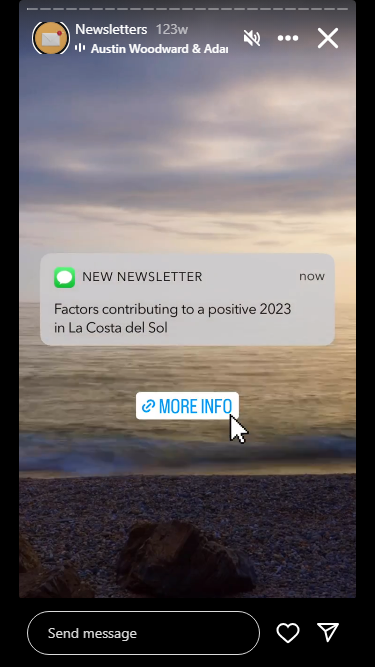 Newsletters 123w
Austin Woodward & Adar
NEW NEWSLETTER now
Factors contributing to a positive 2023
in La Costa del Sol
MORE INFO
Send message